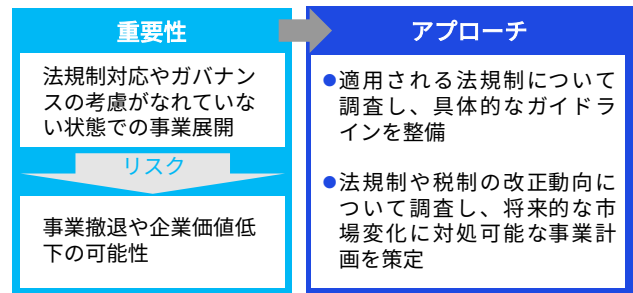 重要性
法規制対応やガバナン
スの考慮がなれていな
い状態での事業展開
リスク
事業撤退や企業価値低
下の可能性
アプローチ
●適用される法規制について
調査し、具体的なガイドラ
インを整備
●法規制や税制の改正動向に
ついて調査し、将来的な市
場変化に対処可能な事業計
画を策定